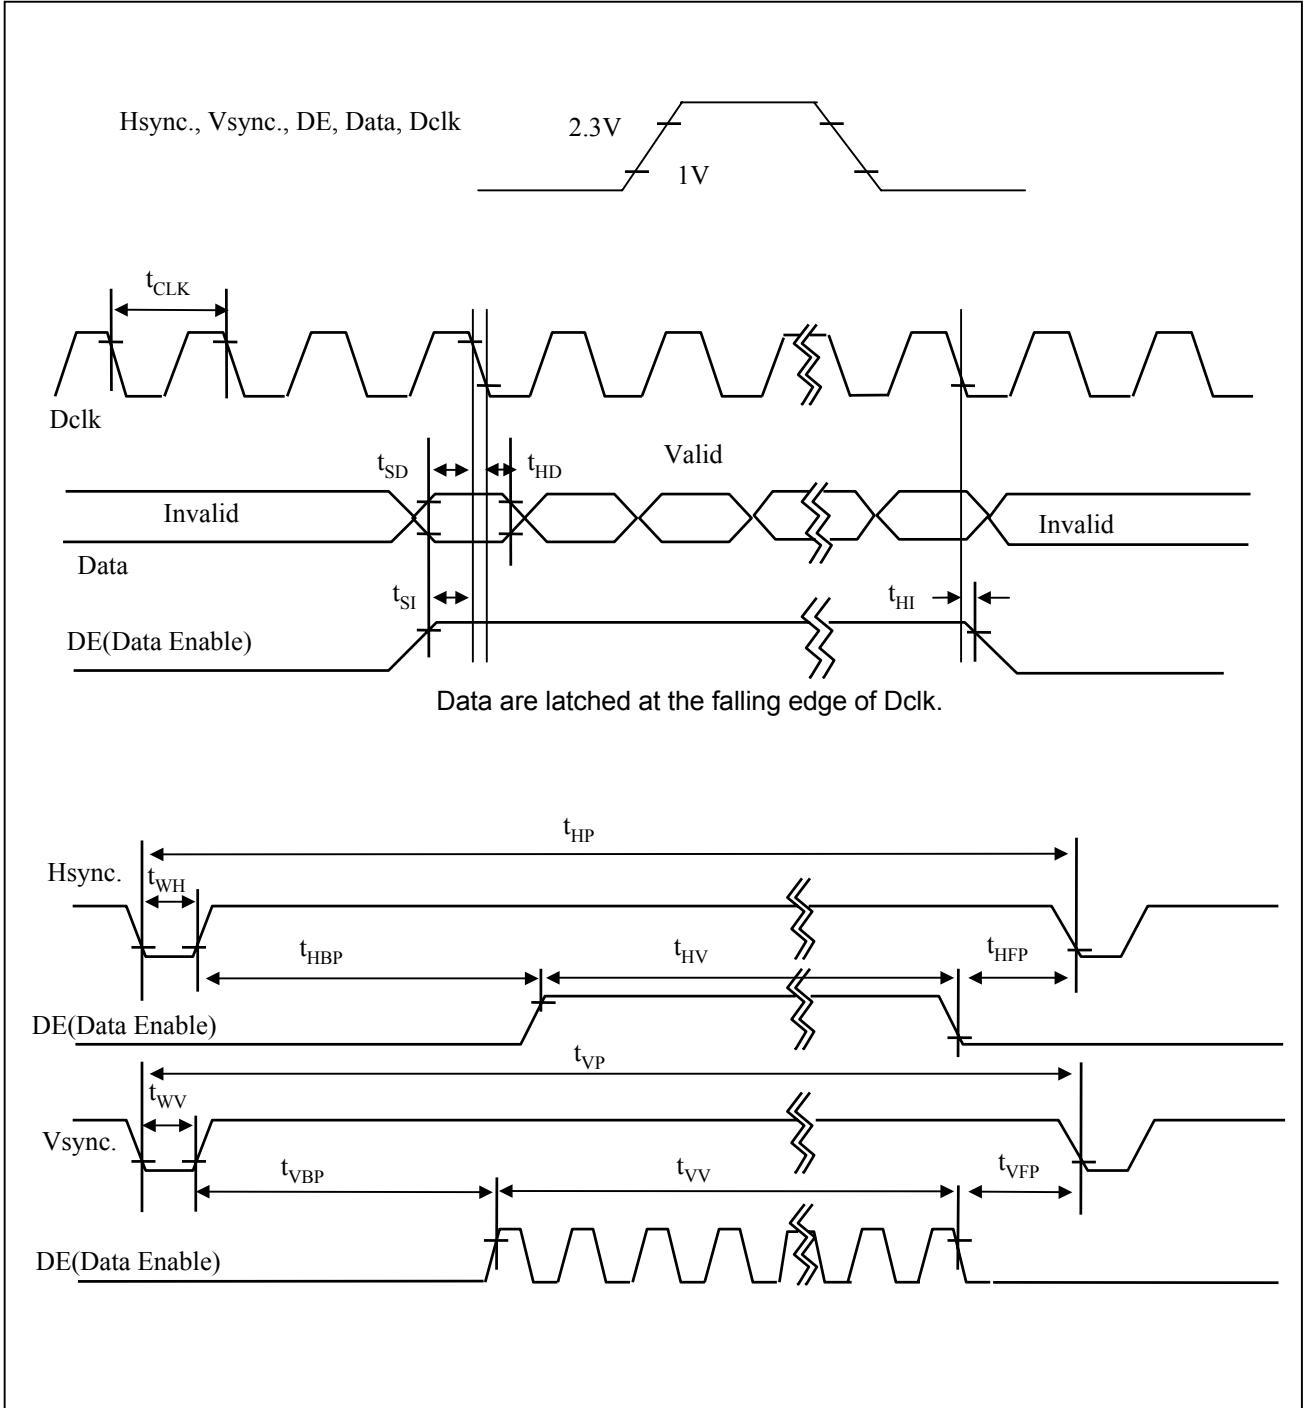 Hsync., Vsync., DE, Data, Dclk
2.3V
1V
tCLK
Dclk
tSD
tHD
Valid
Invalid
Invalid
Data
tSI
tHI
DE(Data Enable)
Data are latched at the falling edge of Dclk.
tHP
Hsync.
tWH
tHBP
tHV
tHFP
DE(Data Enable)
tVP
tWV
Vsync.
tVBP
tVV
tVFP
DE(Data Enable)